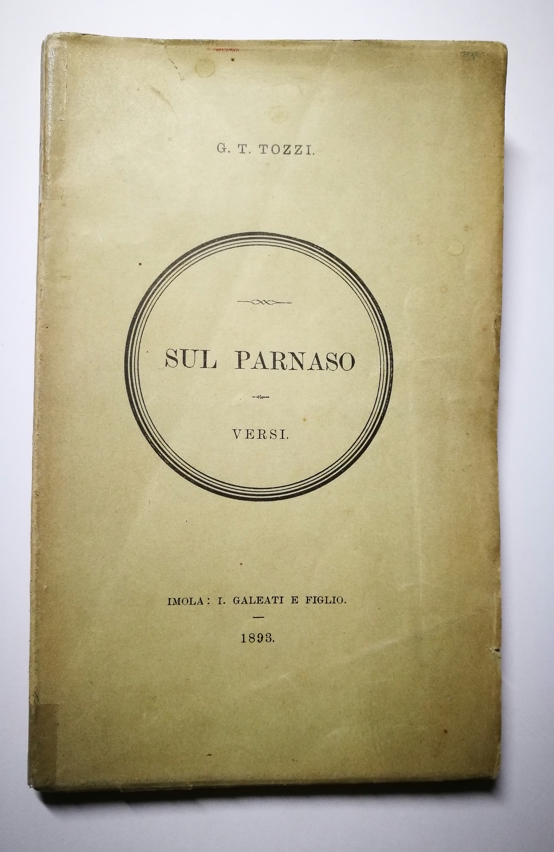 G. T. TOZZI.
SUL PARNASO
VERSI.
IMOLA: I. GALEATI E FIGLIO.
1893.